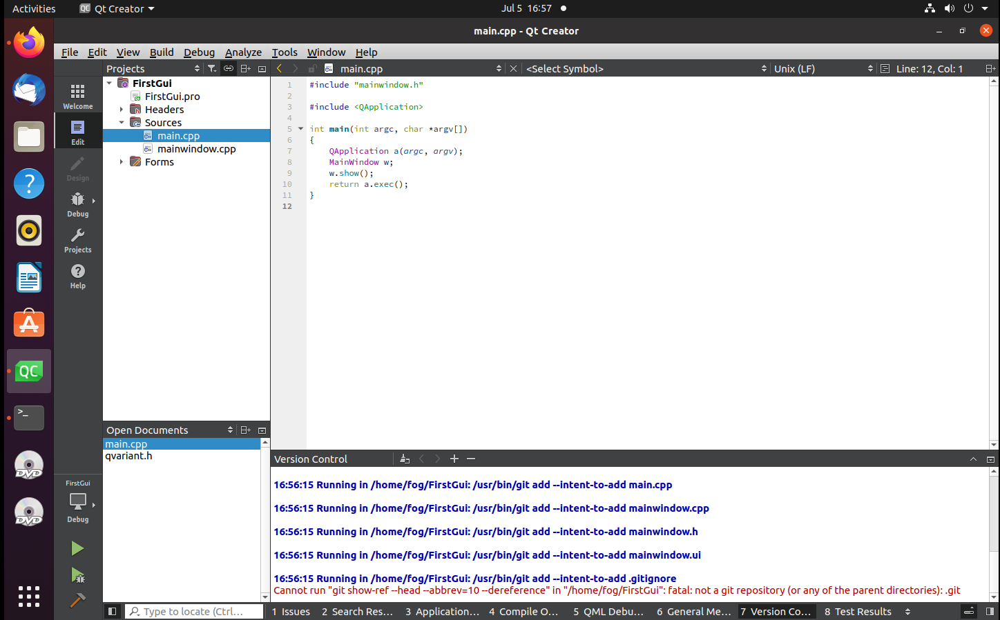 Activities
Qt Creator
Jul 5 16:57
main.cpp - Qt Creator
File Edit View Build Debug Analyze Tools Window Help
Projects
main.cpp
<Select Symbol>
Unix (LF)
Line: 12, Col: 1
Welcome
Edit
Design
Debug
Projects
Help
FirstGui
FirstGui.pro
Headers
Sources
main.cpp
mainwindow.cpp
Forms
1 #include "mainwindow.h"
2
3 #include <QApplication>
4
5 int main(int argc, char *argv[])
6 {
7 QApplication a(argc, argv);
8 MainWindow w;
9 w.show();
10 return a.exec();
11 }
12
Open Documents
main.cpp
qvariant.h
FirstGui
Debug
Version Control
16:56:15 Running in /home/fog/FirstGui: /usr/bin/git add --intent-to-add main.cpp
16:56:15 Running in /home/fog/FirstGui: /usr/bin/git add --intent-to-add mainwindow.cpp
16:56:15 Running in /home/fog/FirstGui: /usr/bin/git add --intent-to-add mainwindow.h
16:56:15 Running in /home/fog/FirstGui: /usr/bin/git add --intent-to-add mainwindow.ui
16:56:15 Running in /home/fog/FirstGui: /usr/bin/git add --intent-to-add .gitignore
Cannot run "git show-ref --head --abbrev=10 --dereference" in "/home/fog/FirstGui": fatal: not a git repository (or any of the parent directories): .git
Type to locate (Ctrl...
1 Issues
2 Search Res...
3 Application...
4 Compile O...
5 QML Debu...
6 General Me...
7 Version Co...
8 Test Results
QC
>_
DVD
DVD